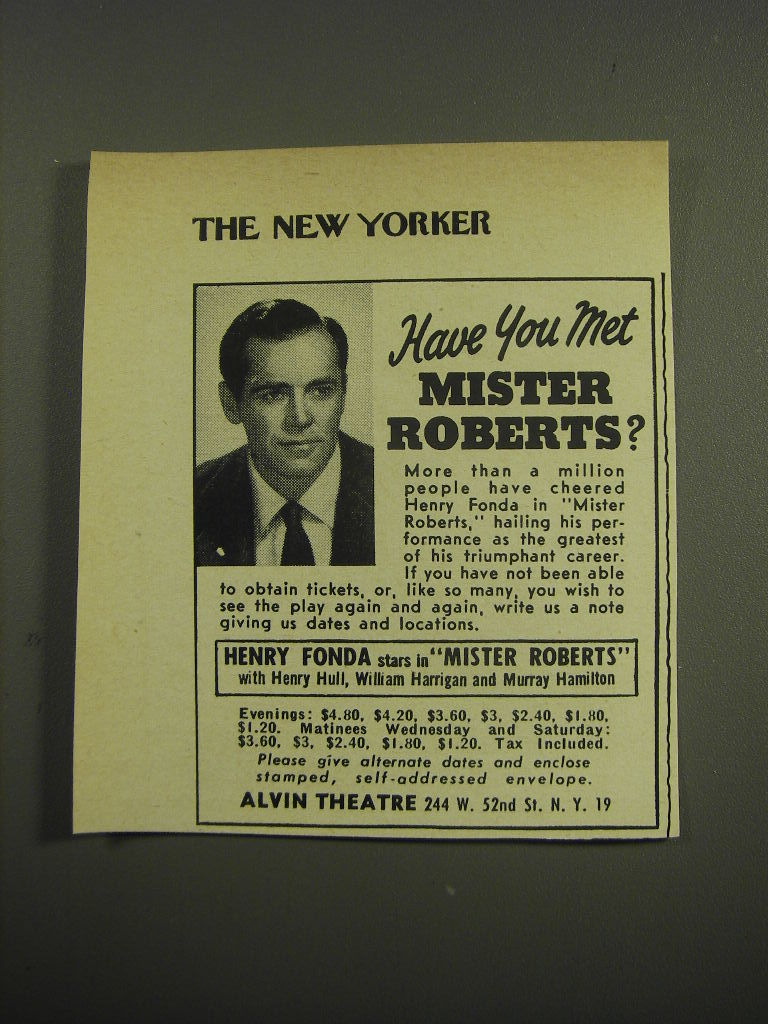 THE NEW YORKER
Have You Met
MISTER
ROBERTS?
More than a million
people have cheered
Henry Fonda in "Mister
Roberts," hailing his per-
formance as the greatest
of his triumphant career.
If you have not been able
to obtain tickets, or, like so many, you wish to
see the play again and again, write us a note
giving us dates and locations.
HENRY FONDA stars in "MISTER ROBERTS"
with Henry Hull, William Harrigan and Murray Hamilton
Evenings: $4.80, $4.20, $3.60, $3, $2.40, $1.80,
$1.20. Matinees Wednesday and Saturday:
$3.60, $3, $2.40, $1.80, $1.20. Tax Included.
Please give alternate dates and enclose
stamped, self-addressed envelope.
ALVIN THEATRE 244 W. 52nd St. N. Y. 19